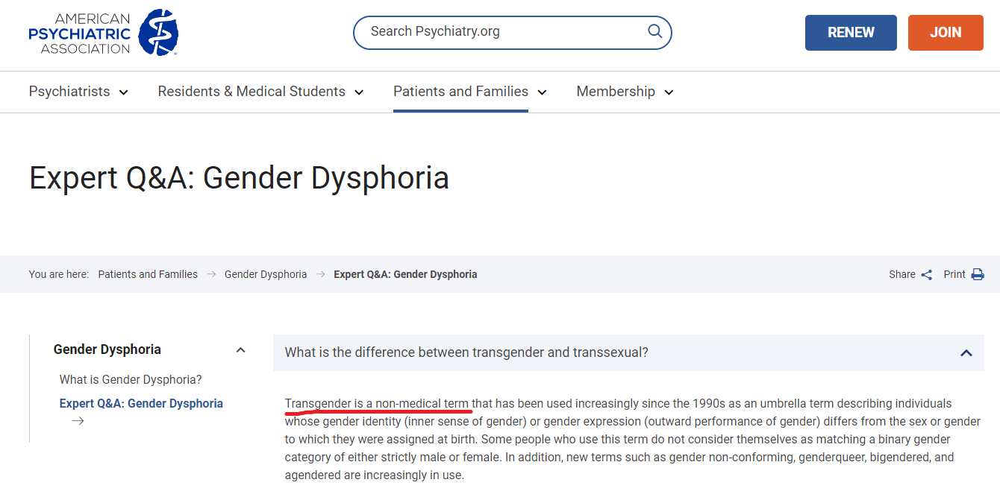 AMERICAN
PSYCHIATRIC
ASSOCIATION
Search Psychiatry.org
RENEW
JOIN
Psychiatrists
Residents & Medical Students
Patients and Families
Membership
Expert Q&A: Gender Dysphoria
You are here: Patients and Families → Gender Dysphoria → Expert Q&A: Gender Dysphoria
Share
Print
Gender Dysphoria
What is Gender Dysphoria?
Expert Q&A: Gender Dysphoria
→
What is the difference between transgender and transsexual?
Transgender is a non-medical term that has been used increasingly since the 1990s as an umbrella term describing individuals
whose gender identity (inner sense of gender) or gender expression (outward performance of gender) differs from the sex or gender
to which they were assigned at birth. Some people who use this term do not consider themselves as matching a binary gender
category of either strictly male or female. In addition, new terms such as gender non-conforming, genderqueer, bigendered, and
agendered are increasingly in use.